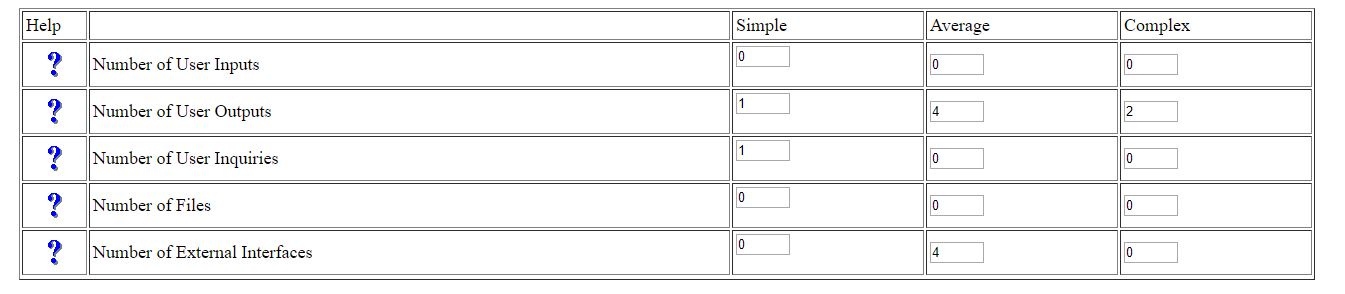 Help Simple Average Complex
? Number of User Inputs 0 0 0
? Number of User Outputs 1 4 2
? Number of User Inquiries 1 0 0
? Number of Files 0 0 0
? Number of External Interfaces 0 4 0